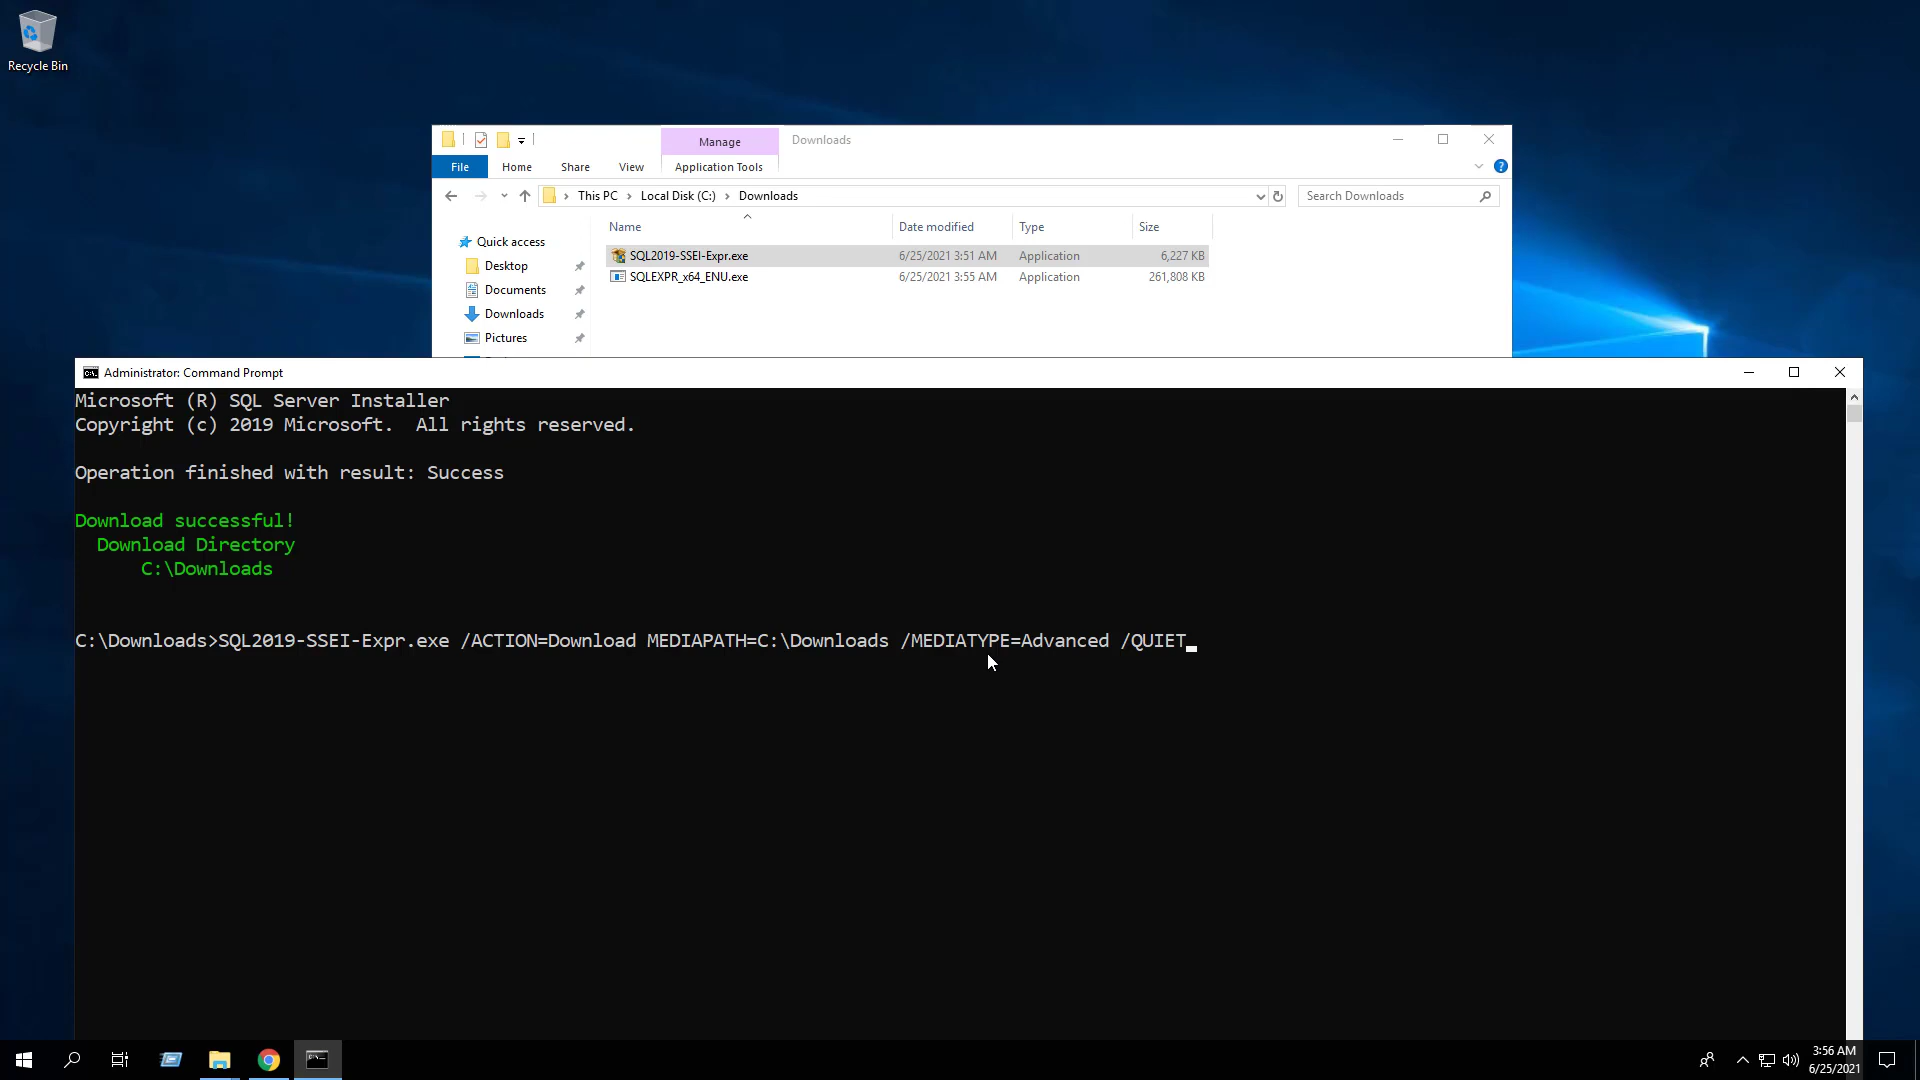 Recycle Bin
Manage
Downloads
File
Home
Share
View
Application Tools
This PC
Local Disk (C:)
Downloads
Search Downloads
Name
Date modified
Type
Size
Quick access
Desktop
Documents
Downloads
Pictures
SQL2019-SSEI-Expr.exe 6/25/2021 3:51 AM Application 6,227 KB
SQLEXPR_x64_ENU.exe 6/25/2021 3:55 AM Application 261,808 KB
Administrator: Command Prompt
Microsoft (R) SQL Server Installer
Copyright (c) 2019 Microsoft.  All rights reserved.
Operation finished with result: Success
Download successful!
Download Directory
C:\Downloads
C:\Downloads>SQL2019-SSEI-Expr.exe /ACTION=Download MEDIAPATH=C:\Downloads /MEDIATYPE=Advanced /QUIET
3:56 AM
6/25/2021